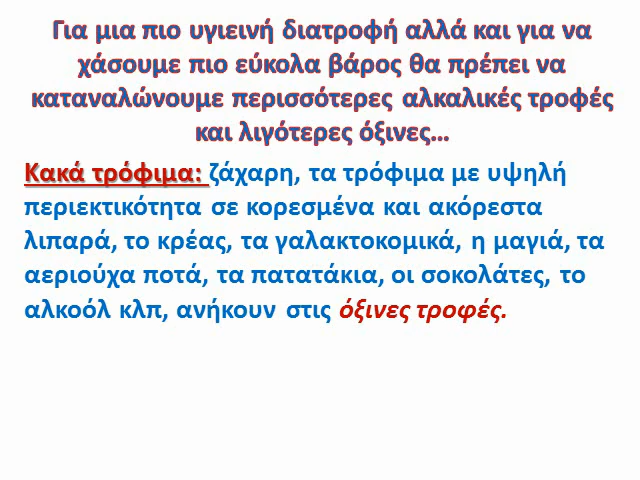 Για μια πιο υγιεινή διατροφή αλλά και για να
χάσουμε πιο εύκολα βάρος θα πρέπει να
καταναλώνουμε περισσότερες αλκαλικές τροφές
και λιγότερες όξινες…
Κακά τρόφιμα: ζάχαρη, τα τρόφιμα με υψηλή
περιεκτικότητα σε κορεσμένα και ακόρεστα
λιπαρά, το κρέας, τα γαλακτοκομικά, η μαγιά, τα
αεριούχα ποτά, τα πατατάκια, οι σοκολάτες, το
αλκοόλ κλπ, ανήκουν στις όξινες τροφές.